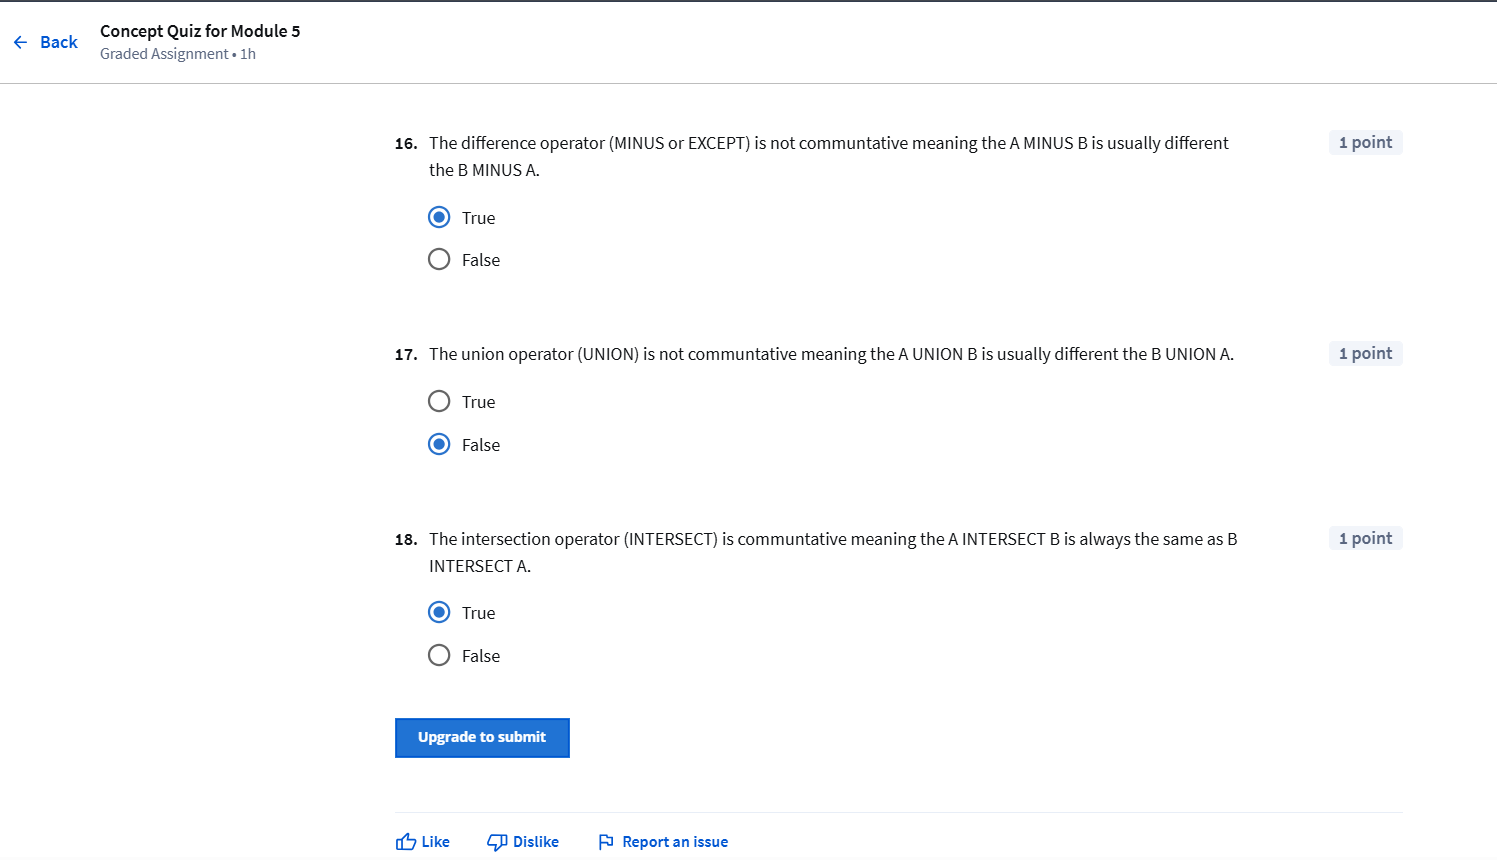 Back
Concept Quiz for Module 5
Graded Assignment • 1h
16. The difference operator (MINUS or EXCEPT) is not communtative meaning the A MINUS B is usually different
the B MINUS A.
1 point
True
False
17. The union operator (UNION) is not communtative meaning the A UNION B is usually different the B UNION A.
1 point
True
False
18. The intersection operator (INTERSECT) is communtative meaning the A INTERSECT B is always the same as B
INTERSECT A.
1 point
True
False
Upgrade to submit
Like
Dislike
Report an issue